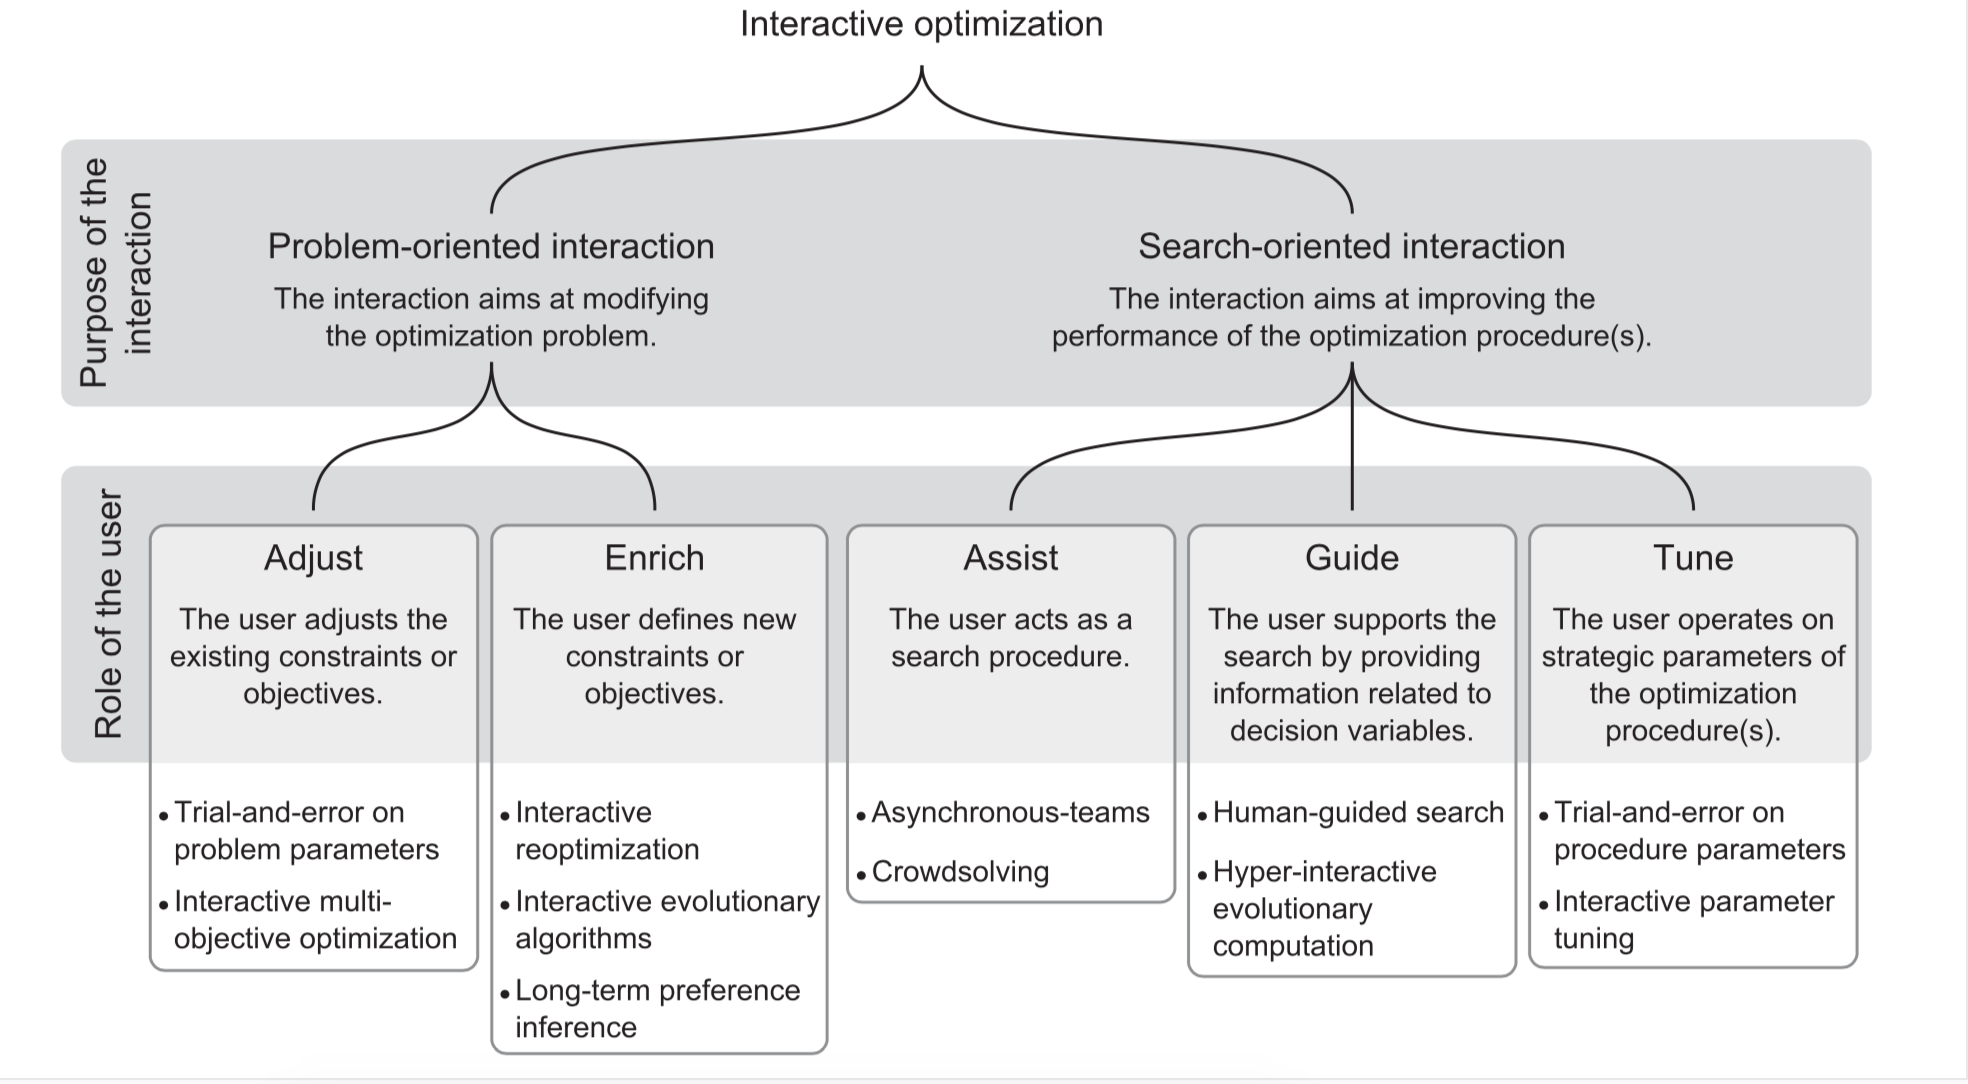 Interactive optimization
Purpose of the
interaction
Problem-oriented interaction
The interaction aims at modifying
the optimization problem.
Search-oriented interaction
The interaction aims at improving the
performance of the optimization procedure(s).
Role of the user
Adjust
The user adjusts the
existing constraints or
objectives.
• Trial-and-error on
problem parameters
• Interactive multi-
objective optimization
Enrich
The user defines new
constraints or
objectives.
• Interactive
reoptimization
• Interactive evolutionary
algorithms
• Long-term preference
inference
Assist
The user acts as a
search procedure.
• Asynchronous-teams
• Crowdsolving
Guide
The user supports the
search by providing
information related to
decision variables.
• Human-guided search
• Hyper-interactive
evolutionary
computation
Tune
The user operates on
strategic parameters of
the optimization
procedure(s).
• Trial-and-error on
procedure parameters
• Interactive parameter
tuning